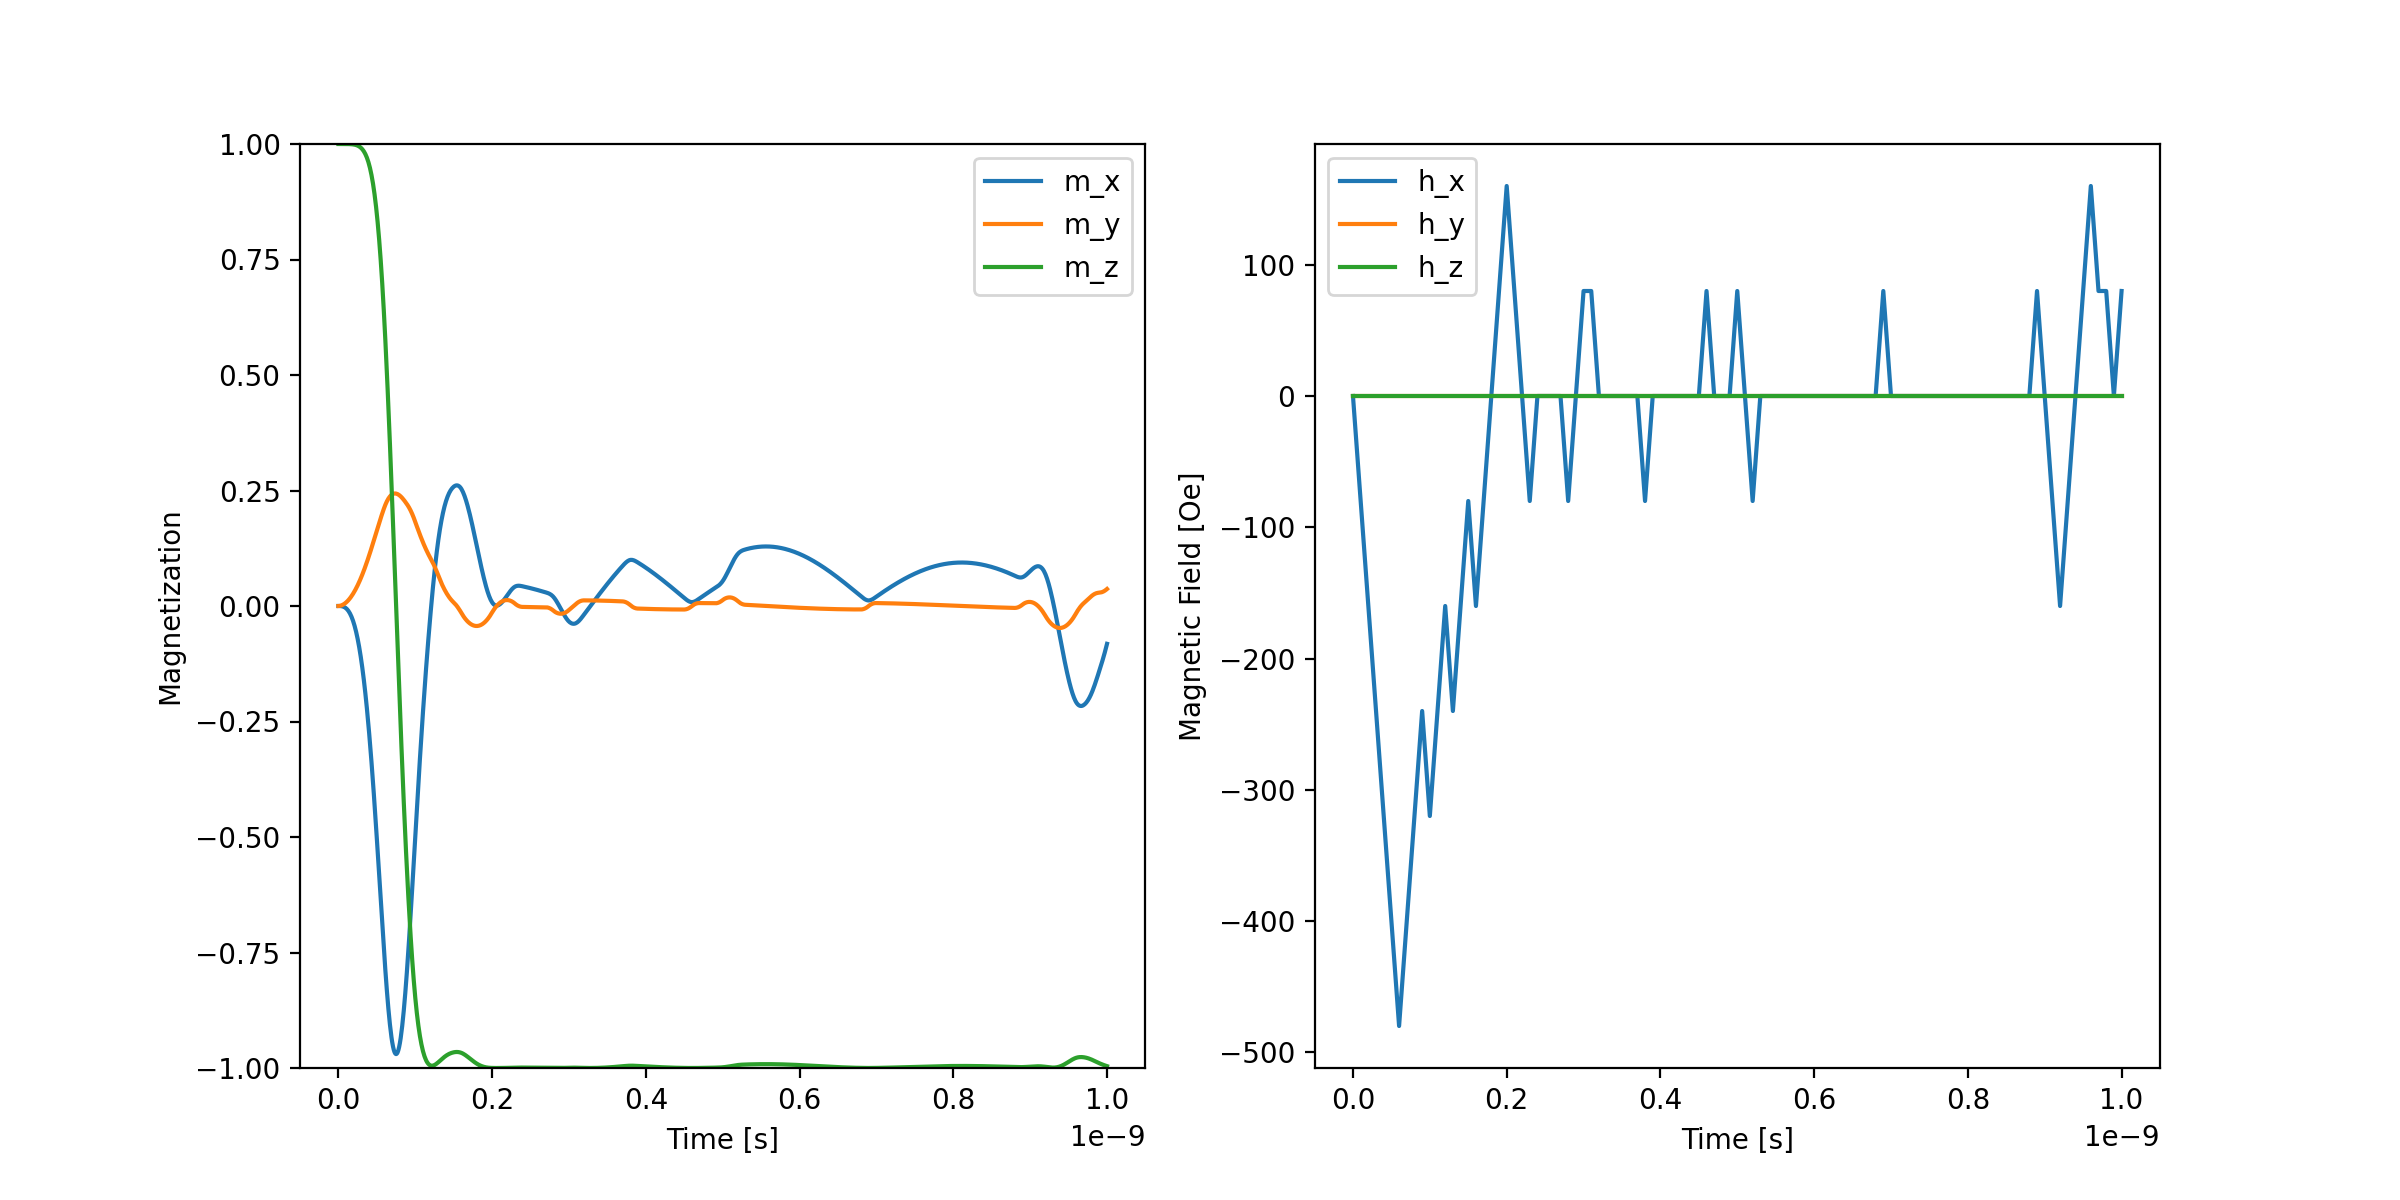 Magnetization
1.00
0.75
0.50
0.25
0.00
−0.25
−0.50
−0.75
−1.00
m_x
m_y
m_z
0.0 0.2 0.4 0.6 0.8 1.0
1e−9
Time [s]
Magnetic Field [Oe]
100
0
−100
−200
−300
−400
−500
h_x
h_y
h_z
0.0 0.2 0.4 0.6 0.8 1.0
1e−9
Time [s]